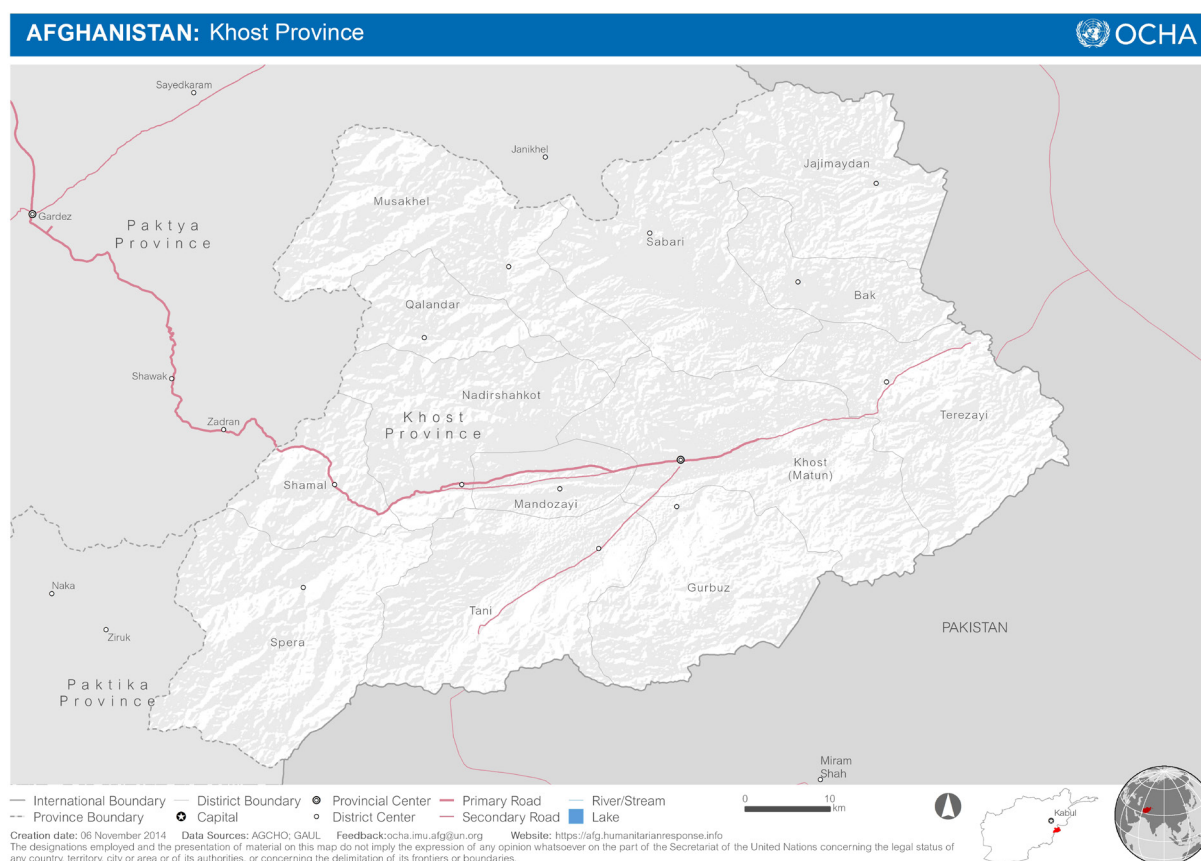 AFGHANISTAN: Khost Province
OCHA
Sayedkaram
Janikhel
Jajimaydan
Musakhel
Gardez
Paktya
Province
Sabari
Qalandar
Bak
Shawak
Nadirshahkot
Zadran
Khost
Province
Terezayi
Khost
(Matun)
Shamal
Mandozayi
Naka
Gurbuz
Tani
Ziruk
Spera
PAKISTAN
Paktika
Province
Miram
Shah
International Boundary
District Boundary
Provincial Center
Primary Road
River/Stream
Province Boundary
Capital
District Center
Secondary Road
Lake
0 10
km
Kabul
Creation date: 06 November 2014 Data Sources: AGCHO; GAUL Feedback:ocha.imu.afg@un.org Website: https://afg.humanitarianresponse.info
The designations employed and the presentation of material on this map do not imply the expression of any opinion whatsoever on the part of the Secretariat of the United Nations concerning the legal status of
any country, territory, city or area or of its authorities, or concerning the delimitation of its frontiers or boundaries.